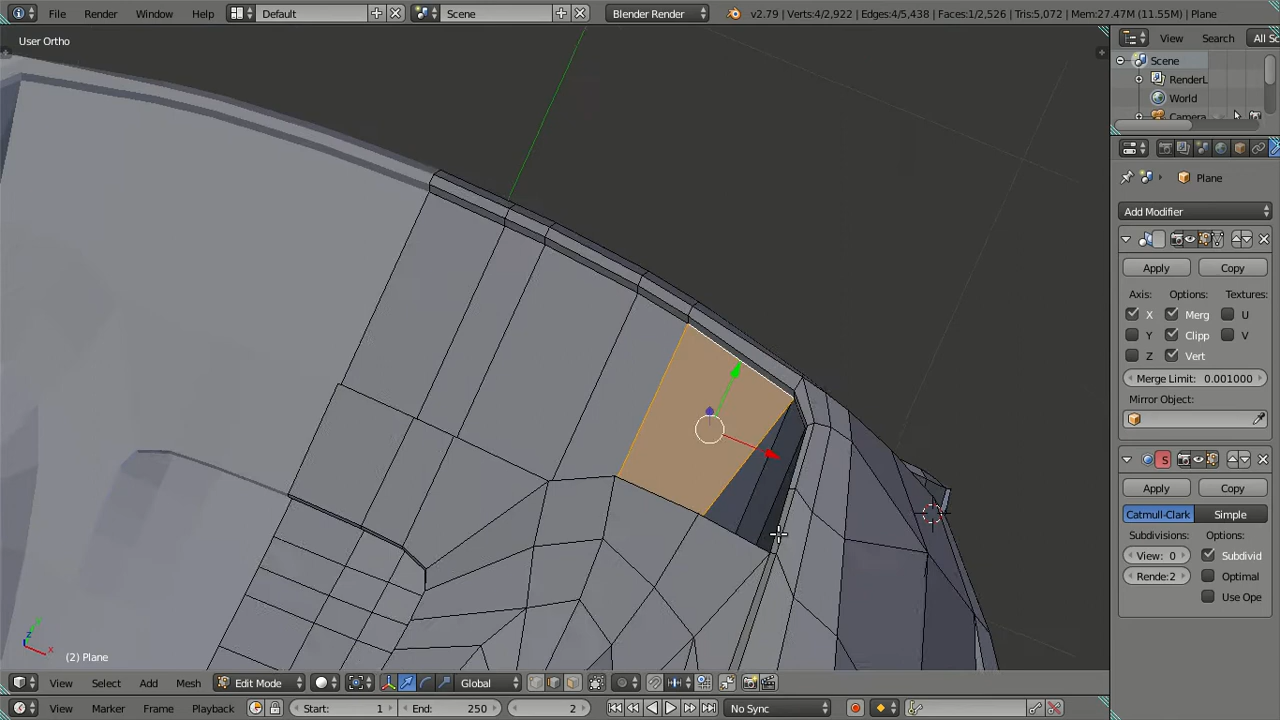 File Render Window Help Default Scene Blender Render v2.79 | Verts:4/2,922 | Edges:4/5,438 | Faces:1/2,526 | Tris:5,072 | Mem:27.47M (11.55M) | Plane
User Ortho
View Search All Sc
Scene
RenderL
World
Camera
Plane
Add Modifier
Apply Copy
Axis: Options: Textures:
X Merg U
Y Clipp V
Z Vert
Merge Limit: 0.001000
Mirror Object:
S
Apply Copy
Catmull-Clark Simple
Subdivisions: Options:
View: 0 Subdivid
Rende:2 Optimal
Use Ope
z y x
(2) Plane
View Select Add Mesh Edit Mode Global
View Marker Frame Playback Start: 1 End: 250 2 No Sync